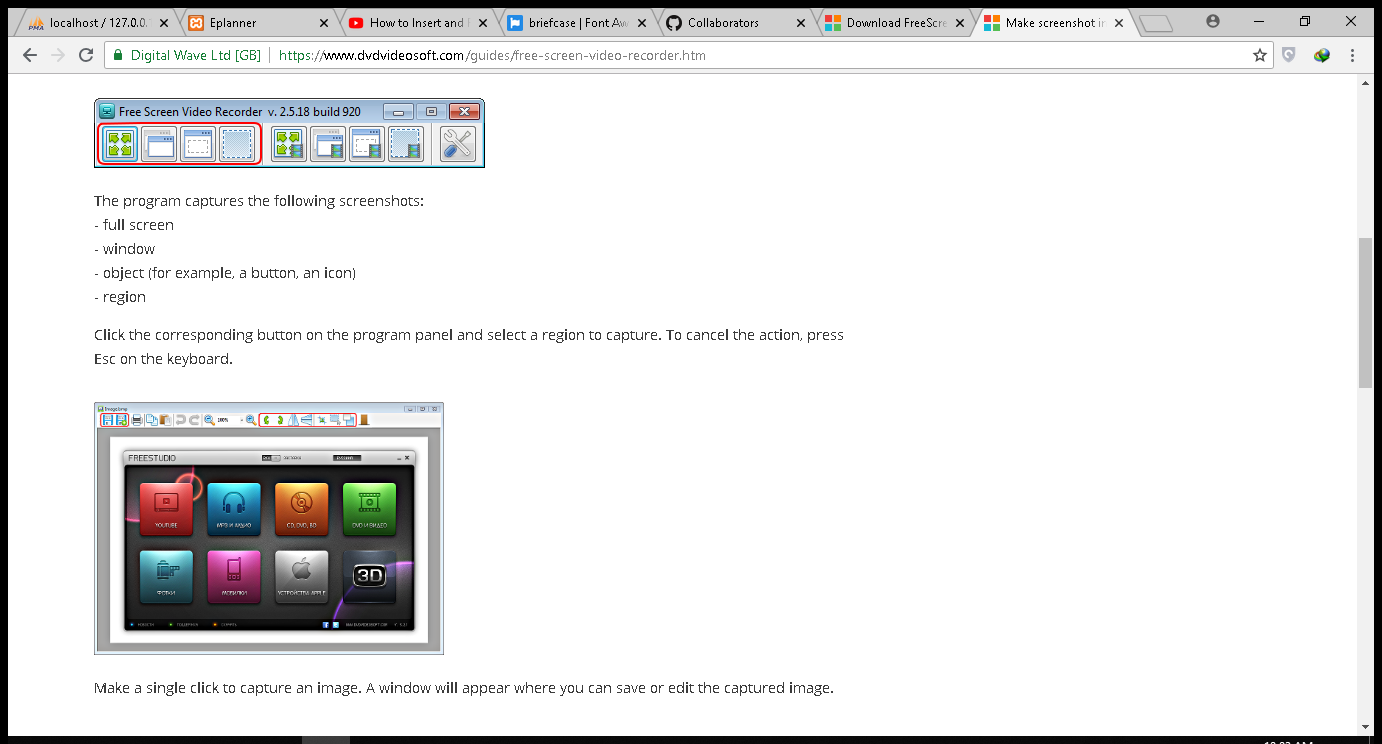 localhost / 127.0.0.
Eplanner
How to Insert and
briefcase | Font Aw
Collaborators
Download FreeScre
Make screenshot in
Digital Wave Ltd [GB]
https://www.dvdvideosoft.com/guides/free-screen-video-recorder.htm
Free Screen Video Recorder v. 2.5.18 build 920
The program captures the following screenshots:
- full screen
- window
- object (for example, a button, an icon)
- region
Click the corresponding button on the program panel and select a region to capture. To cancel the action, press
Esc on the keyboard.
100%
FREESTUDIO
YOUTUBE
MP3 И АУДИО
CD, DVD, BD
DVD И ВИДЕО
ФОТКИ
МОБИЛКИ
УСТРОЙСТВА APPLE
3D
Make a single click to capture an image. A window will appear where you can save or edit the captured image.